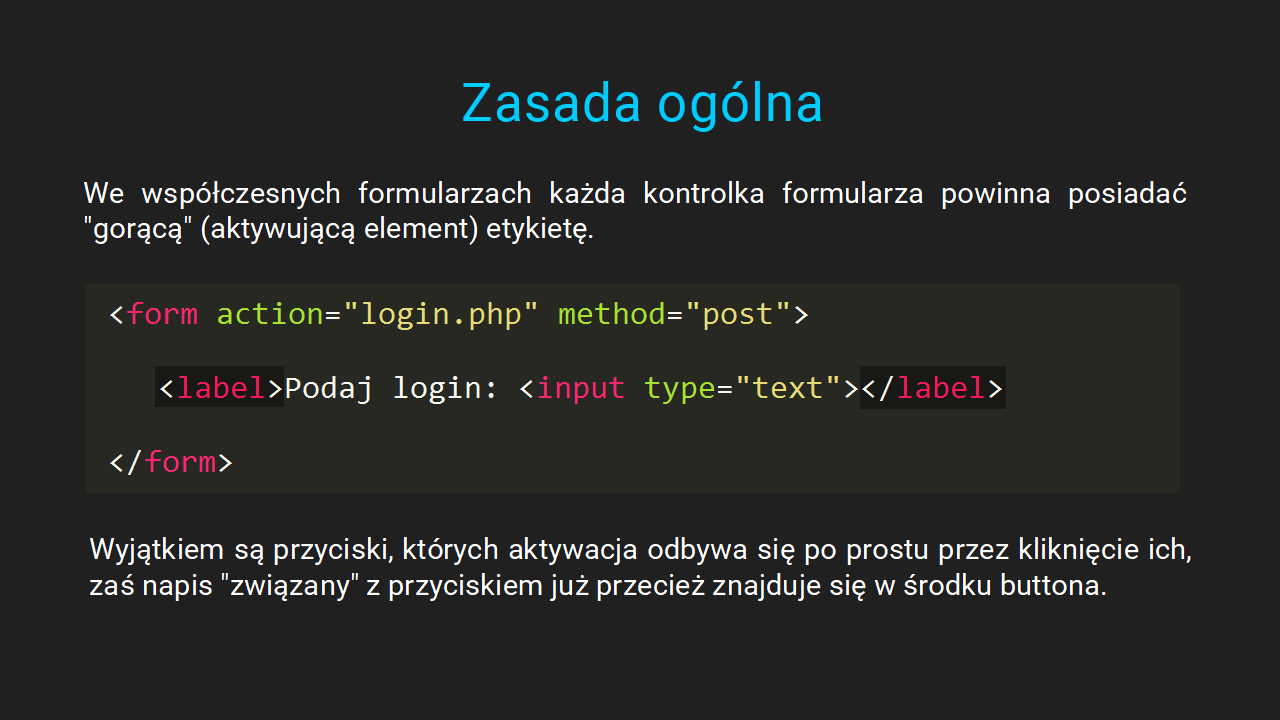 Zasada ogólna
We współczesnych formularzach każda kontrolka formularza powinna posiadać
"gorącą" (aktywującą element) etykietę.
<form action="login.php" method="post">
<label>Podaj login: <input type="text"></label>
</form>
Wyjątkiem są przyciski, których aktywacja odbywa się po prostu przez kliknięcie ich,
zaś napis "związany" z przyciskiem już przecież znajduje się w środku buttona.